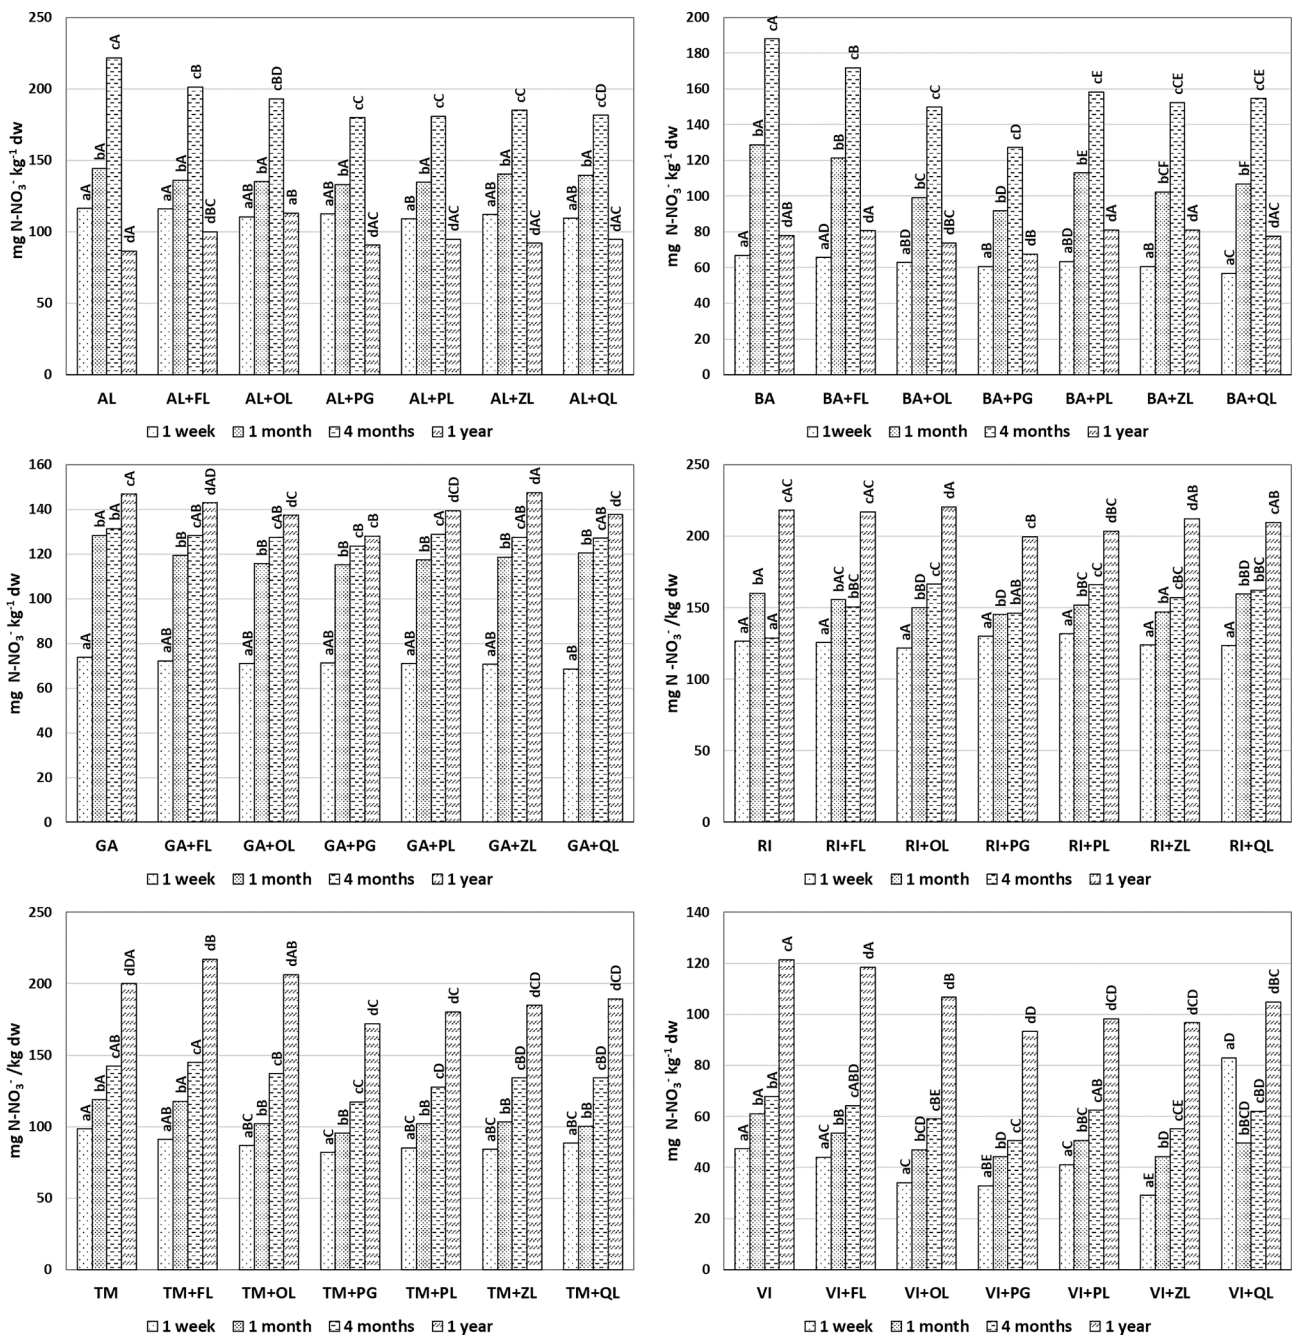 250
200
150
100
50
0
mg N-NO₃⁻ kg⁻¹ dw
aA bA cA dA
aA bA cB dBC
aAB bA cBD aB
aAB bA cC dAC
aB bA cC dAC
aAB bA cC dAC
aAB bA cCD dAC
AL AL+FL AL+OL AL+PG AL+PL AL+ZL AL+QL
1 week 1 month 4 months 1 year
200
180
160
140
120
100
80
60
40
20
0
mg N-NO₃⁻ kg⁻¹ dw
aA bA cA dAB
aAD bB cB dA
aBD bC cC dBC
aB bD cD dB
aBD bE cE dA
aB bCF cCE dA
aC bF cCE dAC
BA BA+FL BA+OL BA+PG BA+PL BA+ZL BA+QL
1week 1 month 4 months 1 year
160
140
120
100
80
60
40
20
0
mg N-NO₃⁻ kg⁻¹ dw
aA bA bA cA
aAB bB cAB dAD
aAB bB cAB dC
aAB bB cB cB
aAB bB cA dCD
aAB bB cAB dA
aB bB cAB dC
GA GA+FL GA+OL GA+PG GA+PL GA+ZL GA+QL
1 week 1 month 4 months 1 year
250
200
150
100
50
0
mg N -NO₃⁻ /kg dw
aA bA aA cAC
aA bAC bBC cAC
aA bBD cC dA
aA bD bAB cB
aA bBC cC dBC
aA bA cBC dAB
aA bBD bBC cAB
RI RI+FL RI+OL RI+PG RI+PL RI+ZL RI+QL
1 week 1 month 4 months 1 year
250
200
150
100
50
0
mg N-NO₃⁻ /kg dw
aA bA cAB dDA
aAB bA cA dB
aBC bB cB dAB
aC bB cC dC
aBC bB cD dC
aBC bB cBD dCD
aBC bB cBD dCD
TM TM+FL TM+OL TM+PG TM+PL TM+ZL TM+QL
1 week 1 month 4 months 1 year
140
120
100
80
60
40
20
0
mg N-NO₃⁻ kg⁻¹ dw
aA bA bA cA
aAC bB cABD dA
aC bCD cBE dB
aBE bD cC dD
aC bBC cAB dCD
aE bD cCE dCD
aD bBCD cBD dBC
VI VI+FL VI+OL VI+PG VI+PL VI+ZL VI+QL
1 week 1 month 4 months 1 year